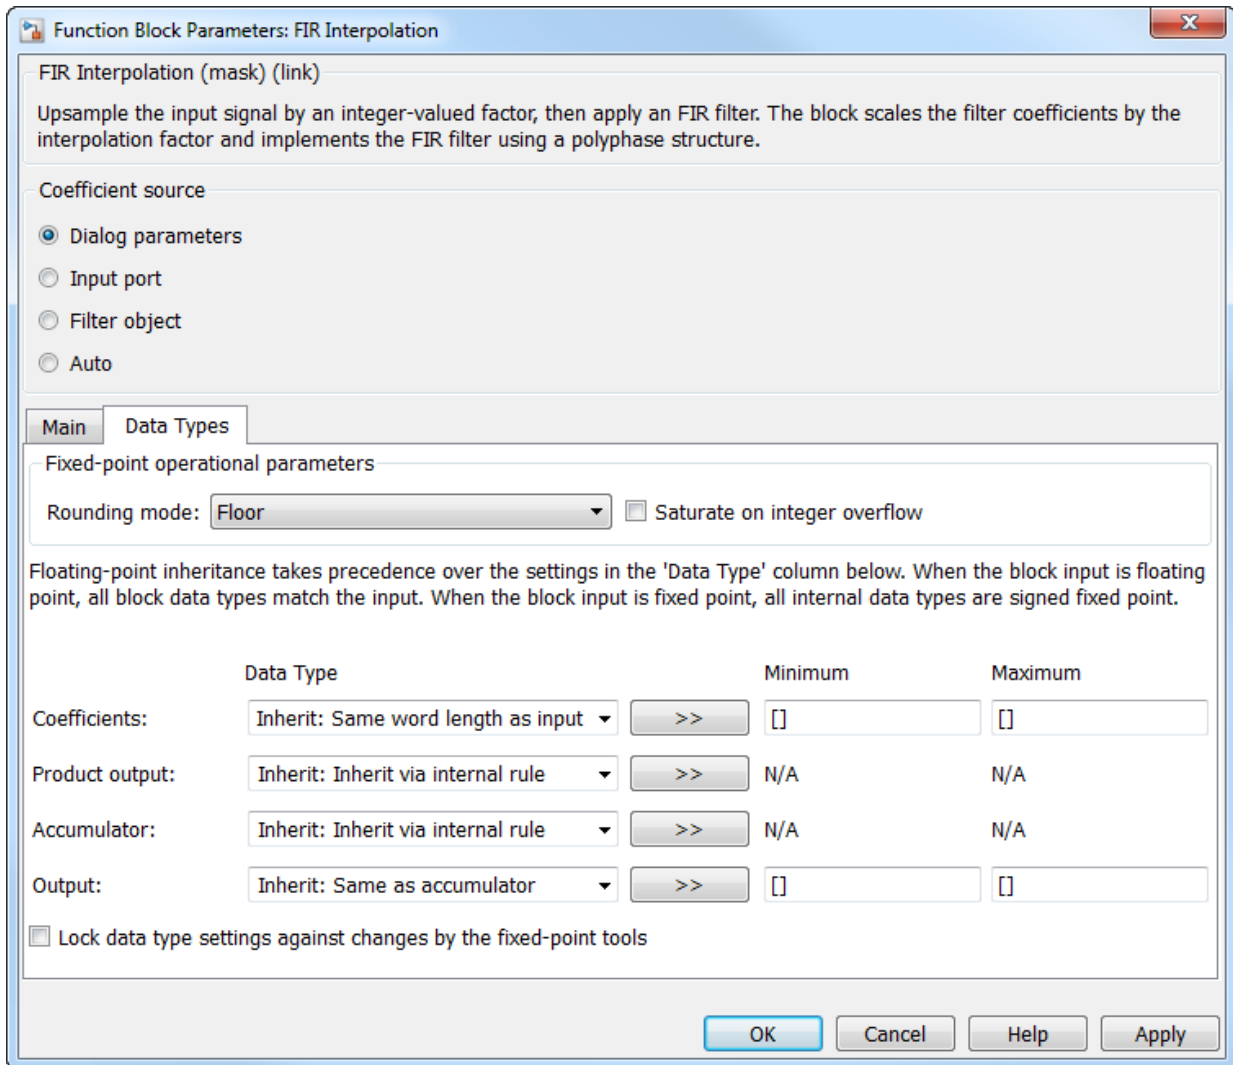 Function Block Parameters: FIR Interpolation
X
FIR Interpolation (mask) (link)
Upsample the input signal by an integer-valued factor, then apply an FIR filter. The block scales the filter coefficients by the
interpolation factor and implements the FIR filter using a polyphase structure.
Coefficient source
Dialog parameters
Input port
Filter object
Auto
Main Data Types
Fixed-point operational parameters
Rounding mode: Floor Saturate on integer overflow
Floating-point inheritance takes precedence over the settings in the 'Data Type' column below. When the block input is floating
point, all block data types match the input. When the block input is fixed point, all internal data types are signed fixed point.
Data Type Minimum Maximum
Coefficients: Inherit: Same word length as input >> [] []
Product output: Inherit: Inherit via internal rule >> N/A N/A
Accumulator: Inherit: Inherit via internal rule >> N/A N/A
Output: Inherit: Same as accumulator >> [] []
Lock data type settings against changes by the fixed-point tools
OK Cancel Help Apply